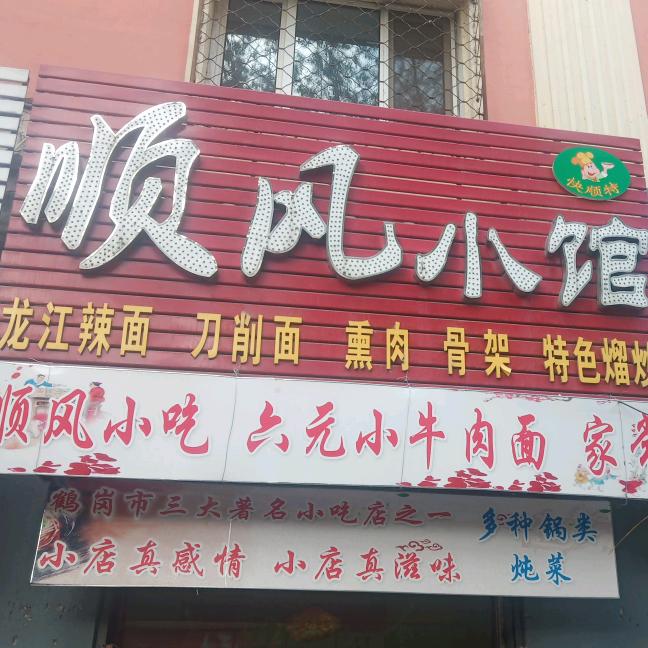 顺风小馆
快顺特
龙江辣面 刀削面 熏肉 骨架 特色熘炒
顺风小吃 六元小牛肉面 家
鹤岗市三大著名小吃店之一
小店真感情 小店真滋味
多种锅类
炖菜